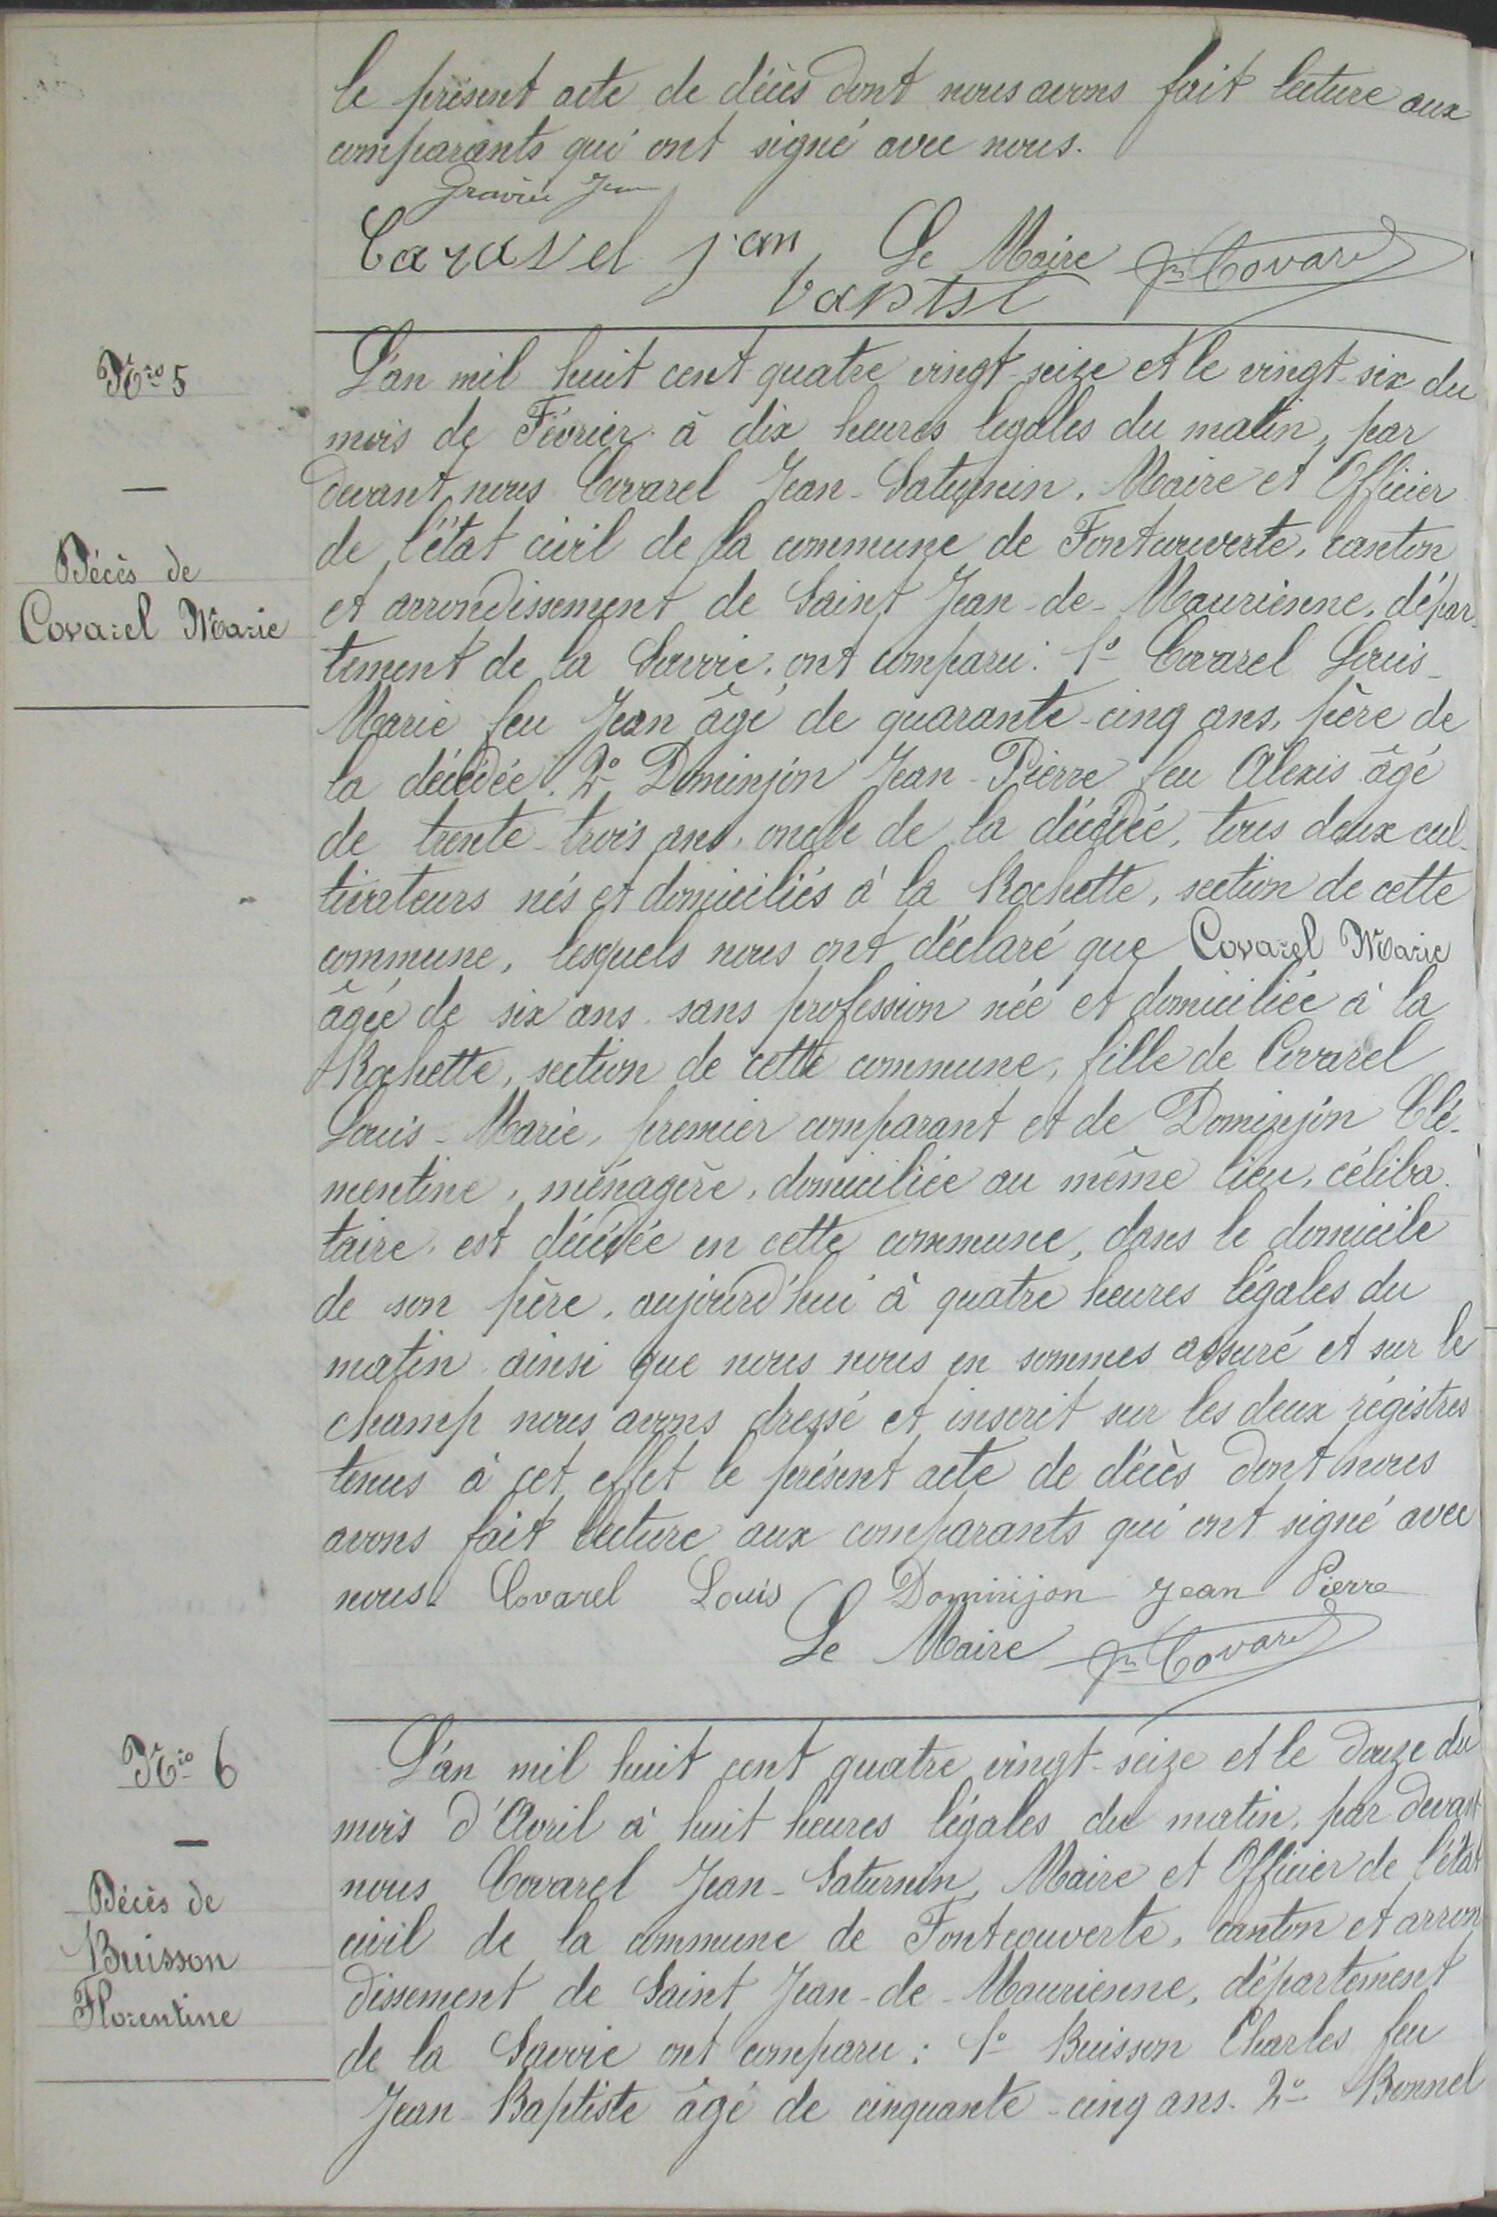 le présent acte de décès dont nous avons fait lecture aux
comparants qui ont signé avec nous.
Jean
Caravel jean
Le Maire Jn Covarel
baptist
Nro 5
Décès de
Covarel Marie
L'an mil huit cent quatre vingt-seize et le vingt-six du
mois de Février à dix heures légales du matin, par
devant nous Covarel Jean-Saturnin, Maire et Officier
de l'état civil de la commune de Fontcouverte, canton
et arrondissement de Saint Jean-de-Maurienne, dépar-
tement de la Savoie, ont comparu: 1º Covarel Louis-
Marie feu Jean âgé de quarante-cinq ans, père de
la décédée. 2º Dominjon Jean-Pierre feu Alexis âgé
de trente-trois ans, oncle de la décédée, tous deux cul-
tivateurs nés et domiciliés à la Rochette, section de cette
commune, lesquels nous ont déclaré que Covarel Marie
âgée de six ans sans profession née et domiciliée à la
Rochette, section de cette commune, fille de Covarel
Louis-Marie, premier comparant et de Dominjon Clé-
mentine, ménagère, domiciliée au même lieu, céliba-
taire, est décédée en cette commune, dans le domicile
de son père, aujourd'hui à quatre heures légales du
matin ainsi que nous nous en sommes assuré et sur le
champ nous avons dressé et inscrit sur les deux régistres
tenus à cet effet le présent acte de décès dont nous
avons fait lecture aux comparants qui ont signé avec
nous. Covarel Louis Dominjon jean Pierre
Le Maire Jn Covarel
Nro 6
Décès de
Buisson
Florentine
L'an mil huit cent quatre vingt-seize et le douze du
mois d'Avril à huit heures légales du matin, par devant
nous Covarel Jean-Saturnin, Maire et Officier de l'état
civil de la commune de Fontcouverte, canton et arron
dissement de Saint Jean-de-Maurienne, département
de la Savoie ont comparu: 1º Buisson Charles feu
Jean-Baptiste âgé de cinquante-cinq ans. 2º Bonnel